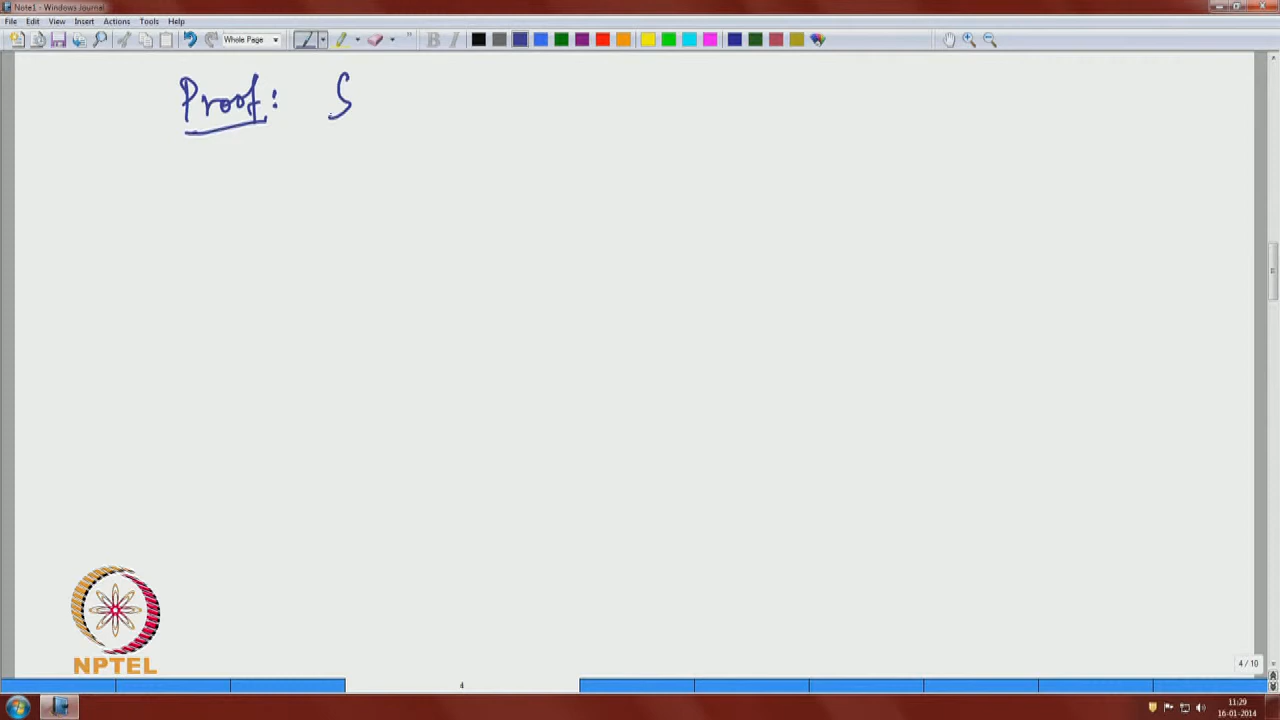 Note1 - Windows Journal
File Edit View Insert Actions Tools Help
Whole Page
Proof: S
NPTEL
4 / 10
4
11:29
16-01-2014